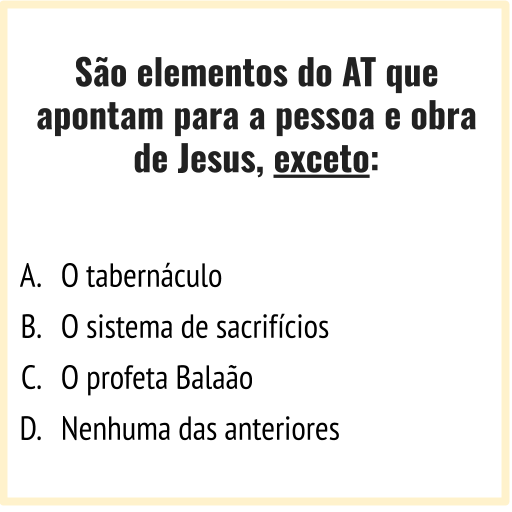 São elementos do AT que
apontam para a pessoa e obra
de Jesus, exceto:
A. O tabernáculo
B. O sistema de sacrifícios
C. O profeta Balaão
D. Nenhuma das anteriores